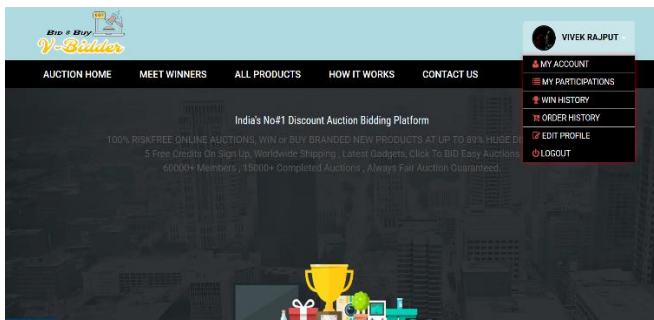 BID & BUY
V-Bidder
VIVEK RAJPUT
AUCTION HOME MEET WINNERS ALL PRODUCTS HOW IT WORKS CONTACT US
MY ACCOUNT
MY PARTICIPATIONS
WIN HISTORY
ORDER HISTORY
EDIT PROFILE
LOGOUT
India's No#1 Discount Auction Bidding Platform
100% RISKFREE ONLINE AUCTIONS, WIN or BUY BRANDED NEW PRODUCTS AT UP TO 89% HUGE
5 Free Credits On Sign Up, Worldwide Shipping , Latest Gadgets, Click To BID Easy Auctions
60000+ Members , 15000+ Completed Auctions , Always Fair Auction Guaranteed.